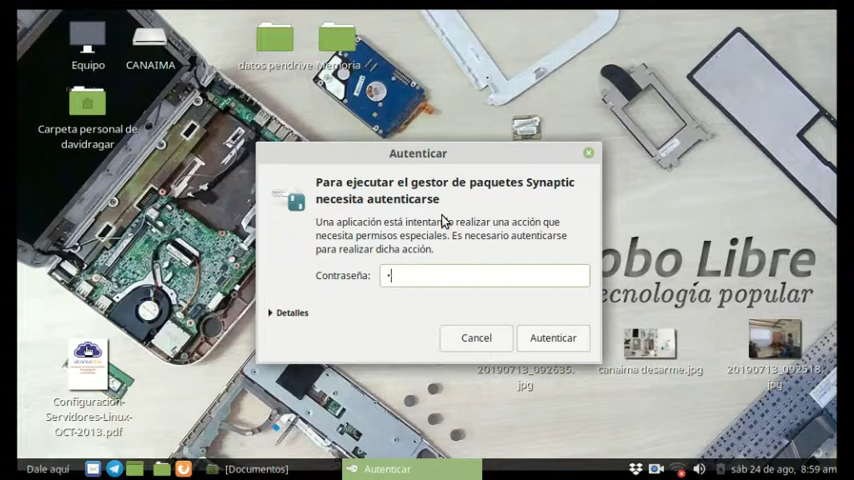 Equipo
CANAIMA
datos pendrive
Memoria
Carpeta personal de
davidragar
Autenticar
Para ejecutar el gestor de paquetes Synaptic
necesita autenticarse
Una aplicación está intentando realizar una acción que
necesita permisos especiales. Es necesario autenticarse
para realizar dicha acción.
Contraseña:
Detalles
Cancel
Autenticar
obo Libre
ecnología popular
Configuración-
Servidores-Linux-
OCT-2013.pdf
20190713_092635.
jpg
canaima desarme.jpg
20190713_092518.
jpg
Dale aquí
[Documentos]
Autenticar
sáb 24 de ago, 8:59 am